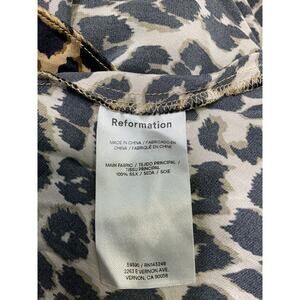 Reformation
MADE IN CHINA / FABRICADO EN
CHINA / FABRIQUÉ EN CHINE
MAIN FABRIC / TEJIDO PRINCIPAL /
TISSU PRINCIPAL
100% SILK / SEDA / SOIE
RN143248
2263 E VERNON AVE.
VERNON, CA 90058